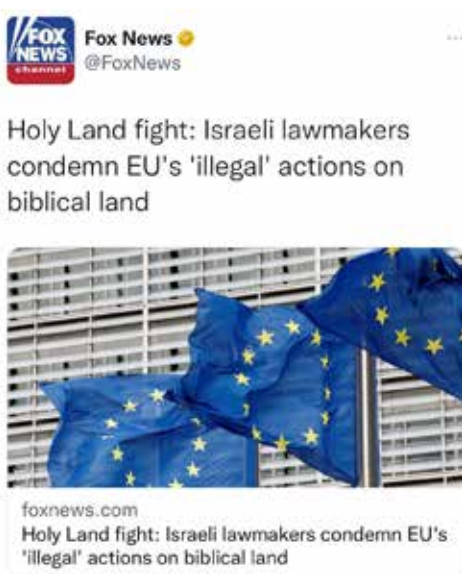 FOX
NEWS
channel
Fox News
@FoxNews
Holy Land fight: Israeli lawmakers
condemn EU's 'illegal' actions on
biblical land
foxnews.com
Holy Land fight: Israeli lawmakers condemn EU's
'illegal' actions on biblical land